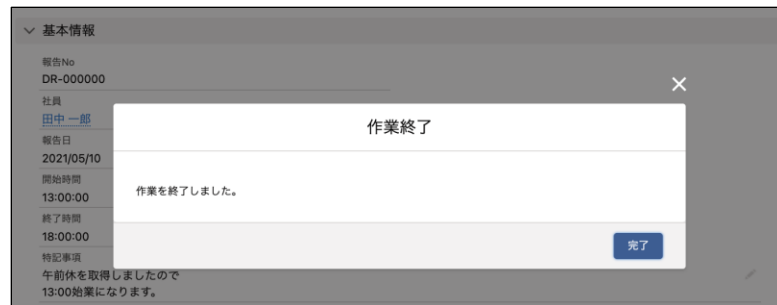 基本情報
報告No
DR-000000
社員
田中 一郎
作業終了
報告日
2021/05/10
開始時間
13:00:00
作業を終了しました。
終了時間
18:00:00
完了
特記事項
午前休を取得しましたので
13:00始業になります。